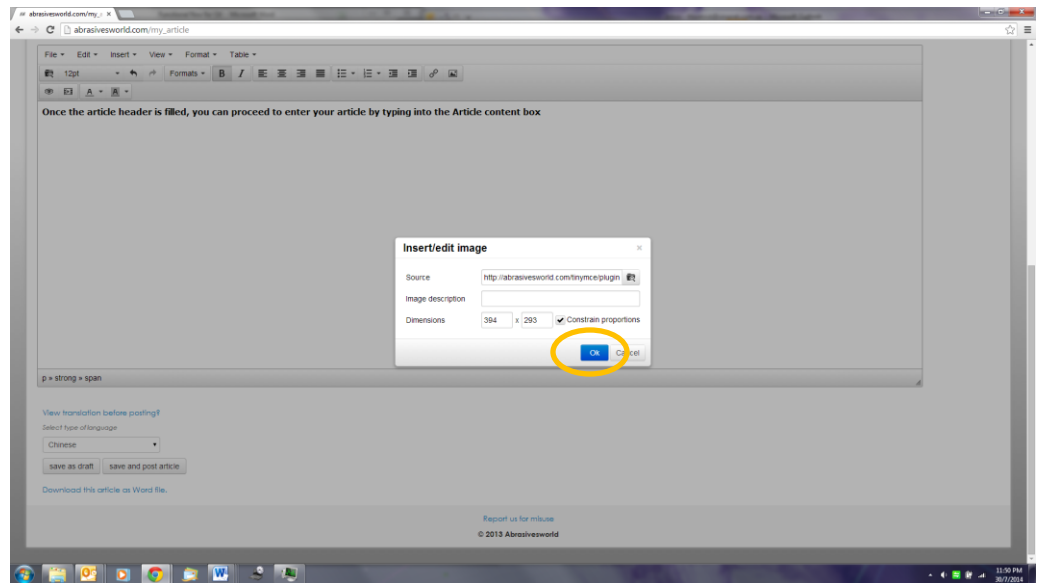 abrasivesworld.com/my_a
abrasivesworld.com/my_article
File Edit Insert View Format Table
12pt Formats B I
A A
Once the article header is filled, you can proceed to enter your article by typing into the Article content box
Insert/edit image
Source http://abrasivesworld.com/tinymce/plugin
Image description
Dimensions 394 x 293 Constrain proportions
Ok Cancel
p » strong » span
View translation before posting?
Select type of language
Chinese
save as draft save and post article
Download this article as Word file.
Report us for misuse
© 2013 Abrasivesworld
11:50 PM
30/7/2014